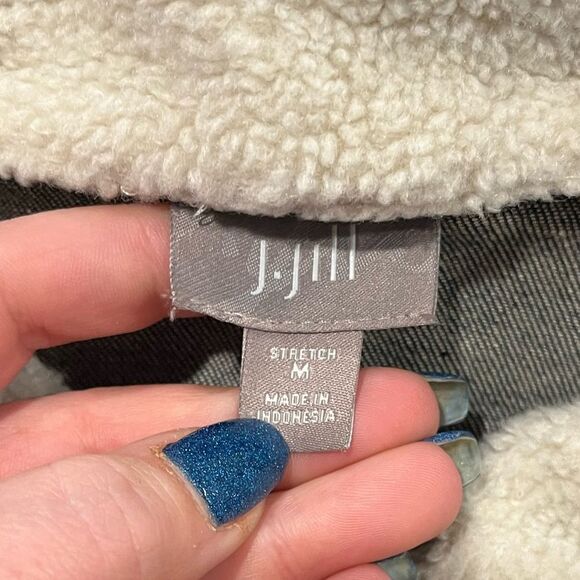 J.Jill
STRETCH
M
MADE IN
INDONESIA